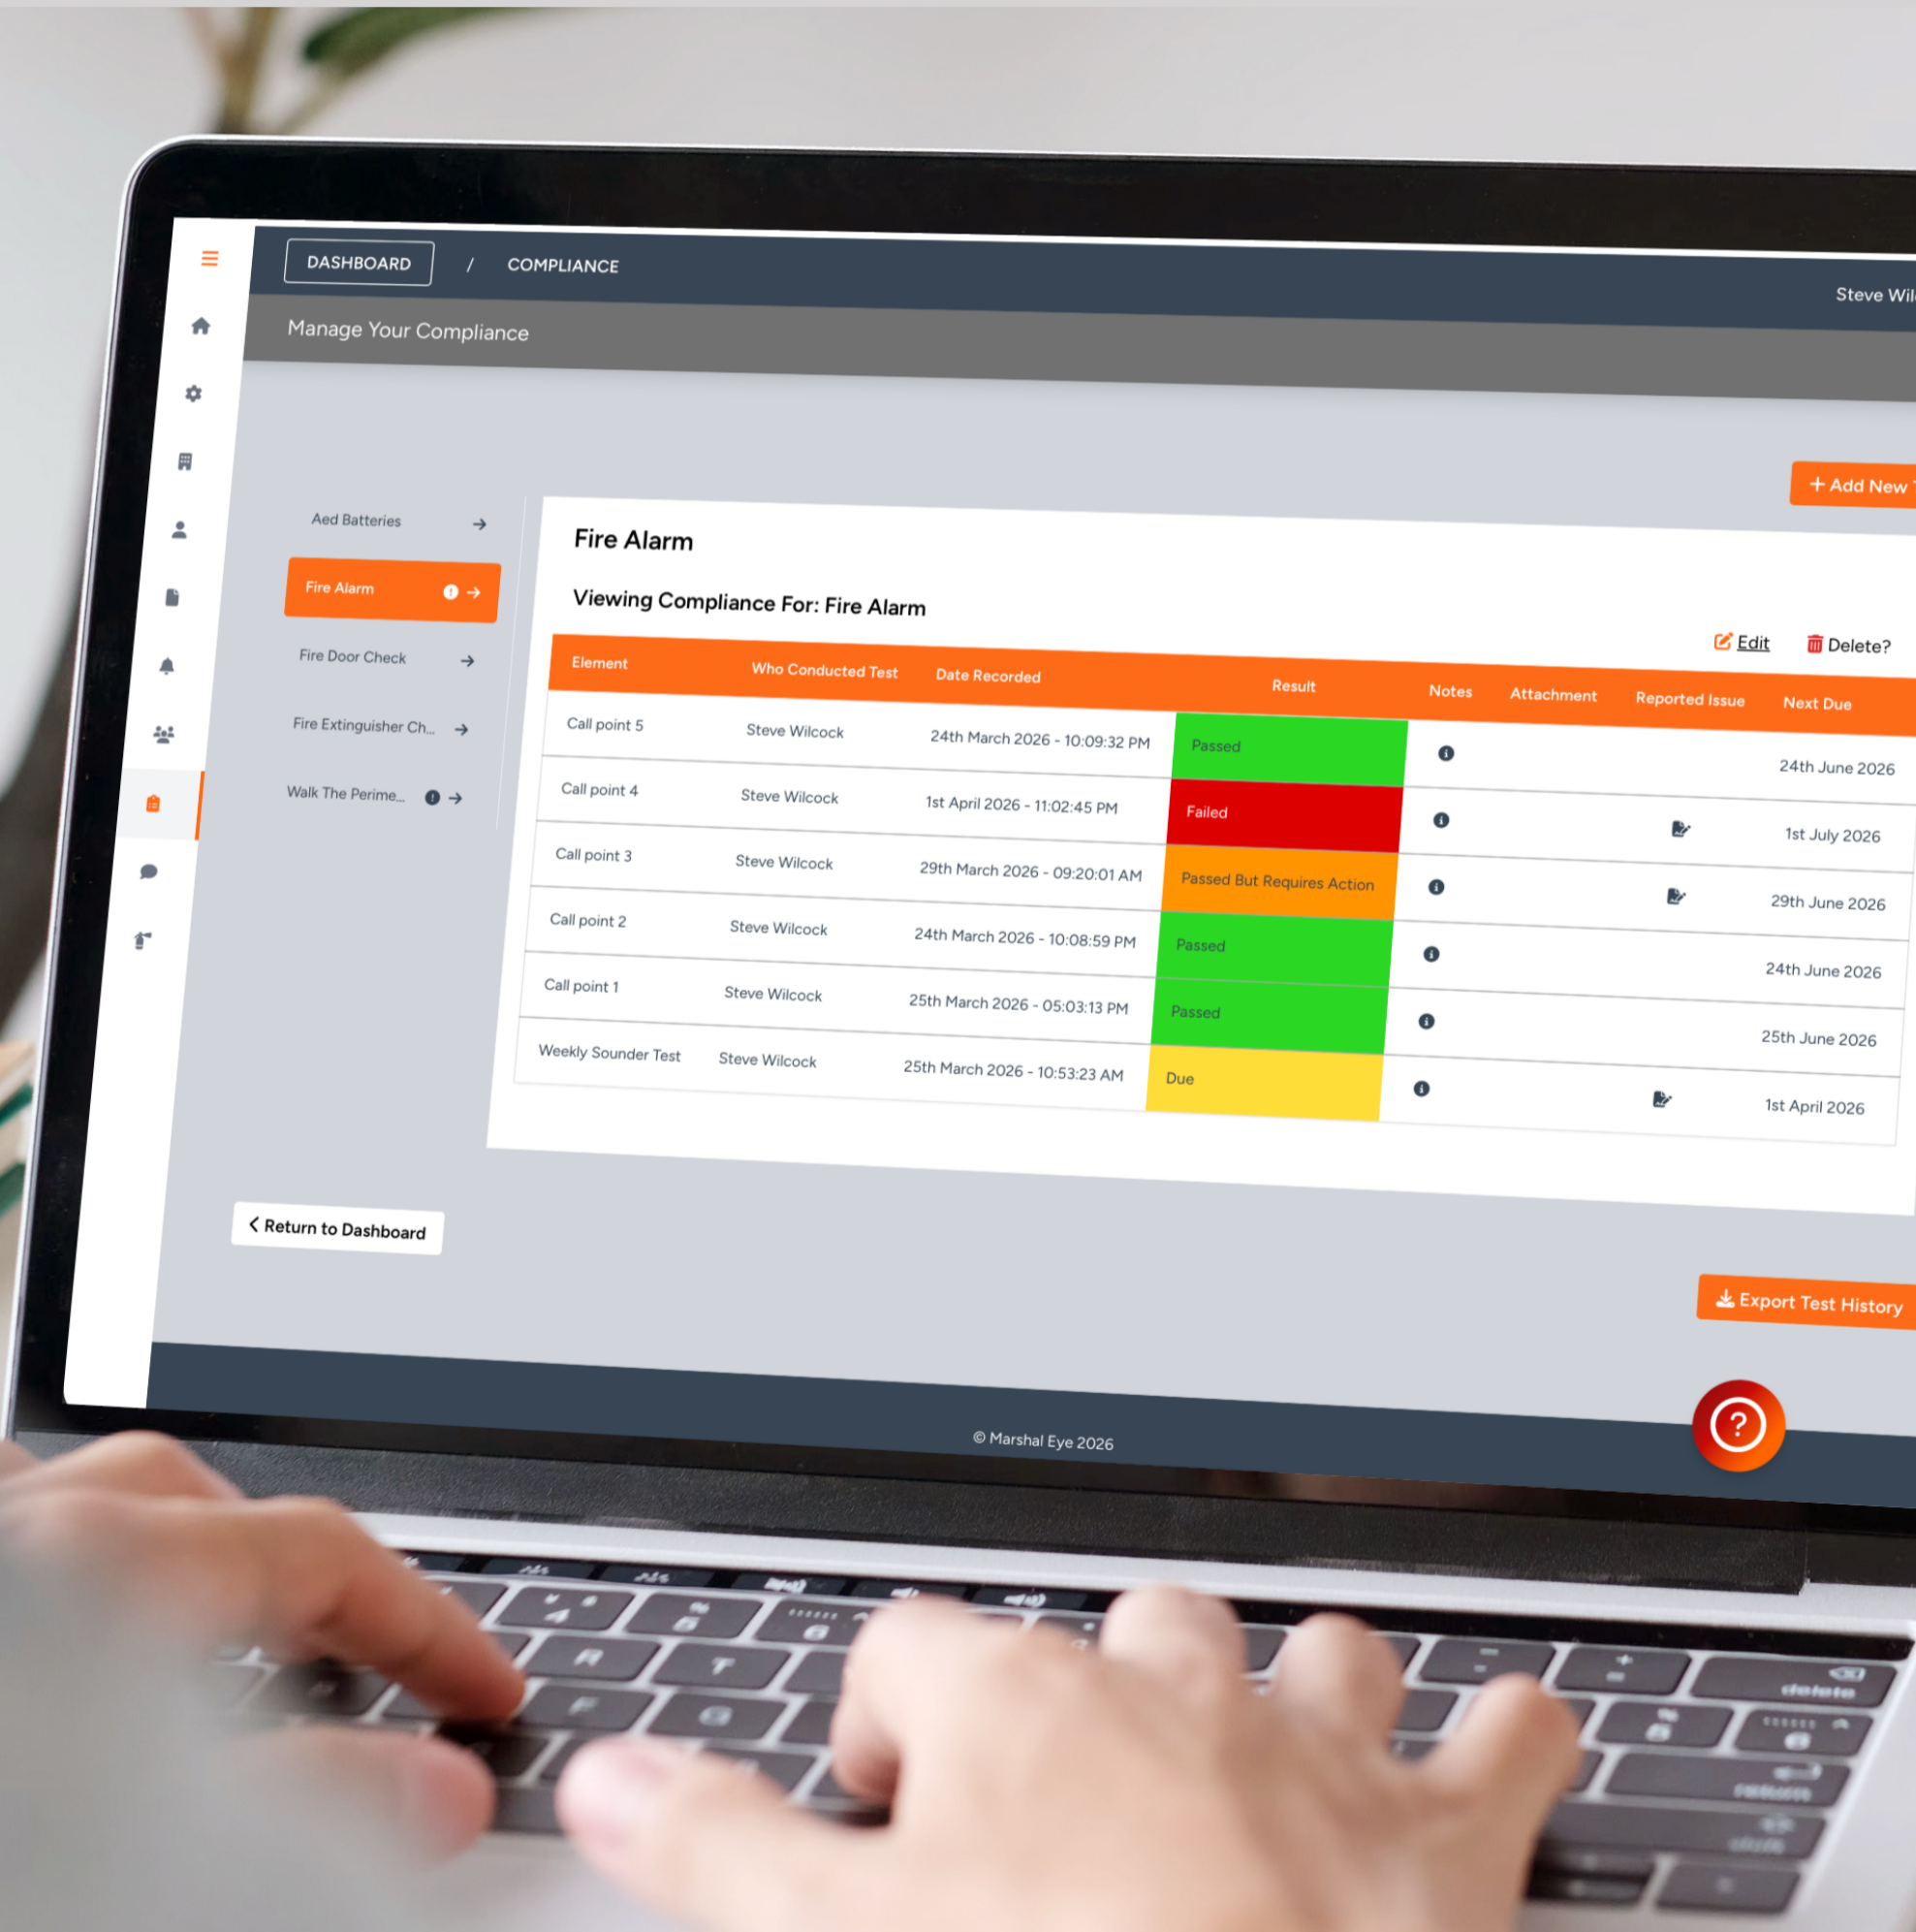 DASHBOARD / COMPLIANCE
Steve Wil
Manage Your Compliance
+ Add New
Aed Batteries
Fire Alarm
Fire Door Check
Fire Extinguisher Ch...
Walk The Perime...
Fire Alarm
Viewing Compliance For: Fire Alarm
Edit Delete?
Element Who Conducted Test Date Recorded Result Notes Attachment Reported Issue Next Due
Call point 5 Steve Wilcock 24th March 2026 - 10:09:32 PM Passed 24th June 2026
Call point 4 Steve Wilcock 1st April 2026 - 11:02:45 PM Failed 1st July 2026
Call point 3 Steve Wilcock 29th March 2026 - 09:20:01 AM Passed But Requires Action 29th June 2026
Call point 2 Steve Wilcock 24th March 2026 - 10:08:59 PM Passed 24th June 2026
Call point 1 Steve Wilcock 25th March 2026 - 05:03:13 PM Passed 25th June 2026
Weekly Sounder Test Steve Wilcock 25th March 2026 - 10:53:23 AM Due 1st April 2026
Return to Dashboard
Export Test History
?
© Marshal Eye 2026
R T
F G
delete
return
shift